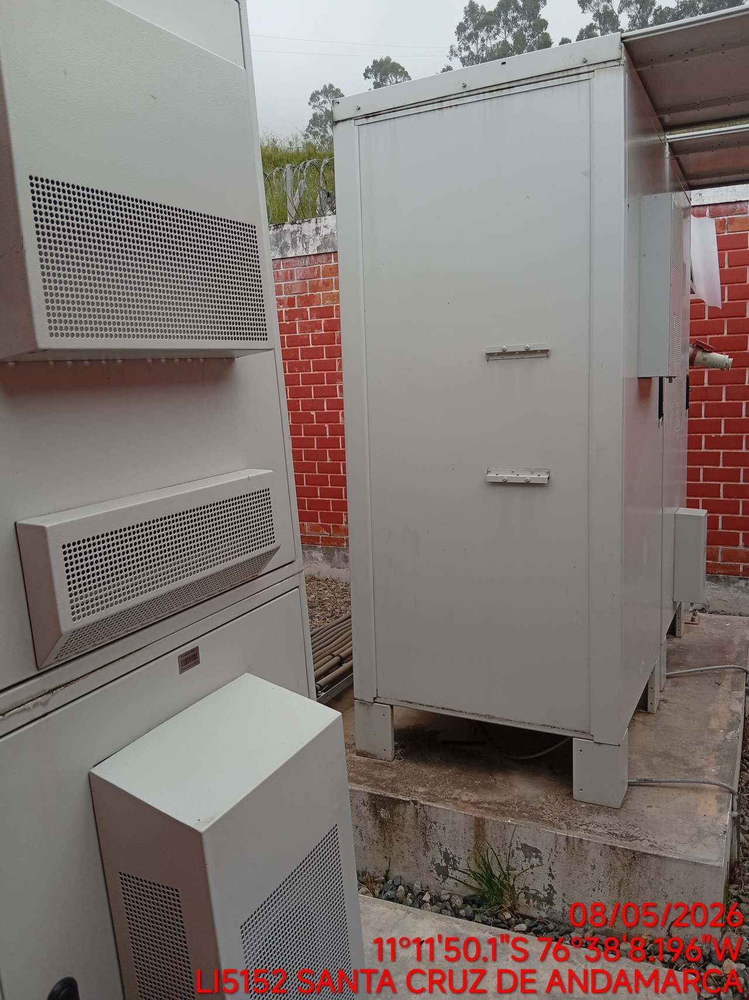 08/05/2026
11°11'50.1"S 76°38'8.196"W
LI5152 SANTA CRUZ DE ANDAMARCA